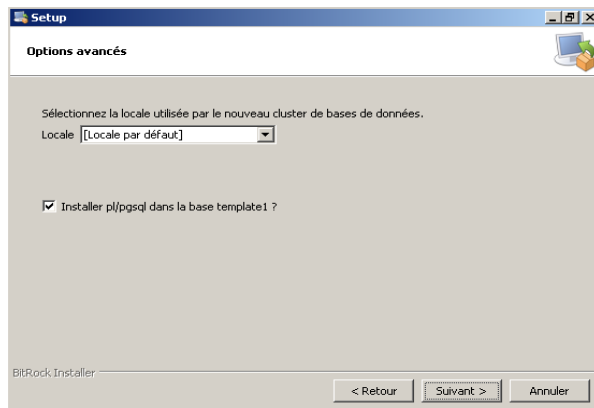 Setup
Options avancés
Sélectionnez la locale utilisée par le nouveau cluster de bases de données.
Locale [Locale par défaut]
Installer pl/pgsql dans la base template1 ?
BitRock Installer
< Retour Suivant > Annuler